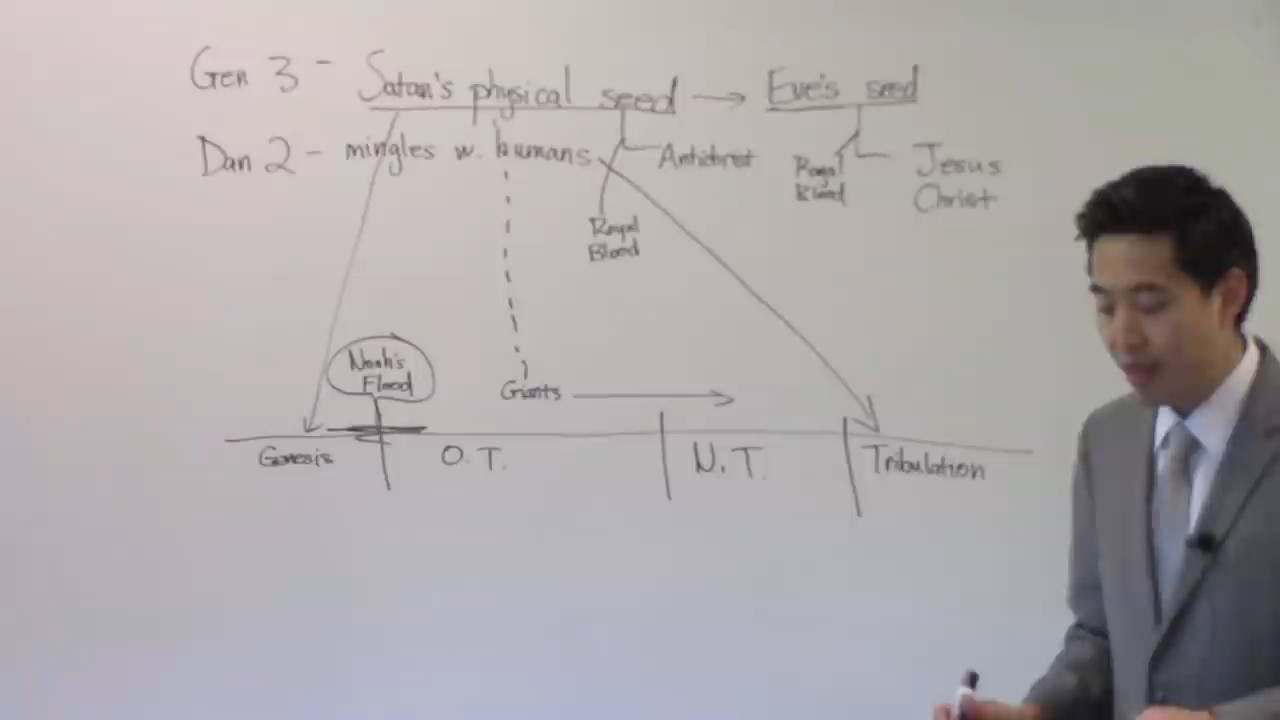 Gen 3 - Satan's physical seed → Eve's seed
Dan 2 - mingles w. humans
Antichrist
Royal
Blood
Jesus
Christ
Royal
Blood
Noah's
Flood
Giants
Genesis
O.T.
N.T.
Tribulation